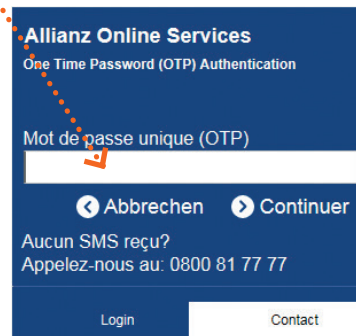 Allianz Online Services
One Time Password (OTP) Authentication
Mot de passe unique (OTP)
Abbrechen Continuer
Aucun SMS reçu?
Appelez-nous au: 0800 81 77 77
Login Contact